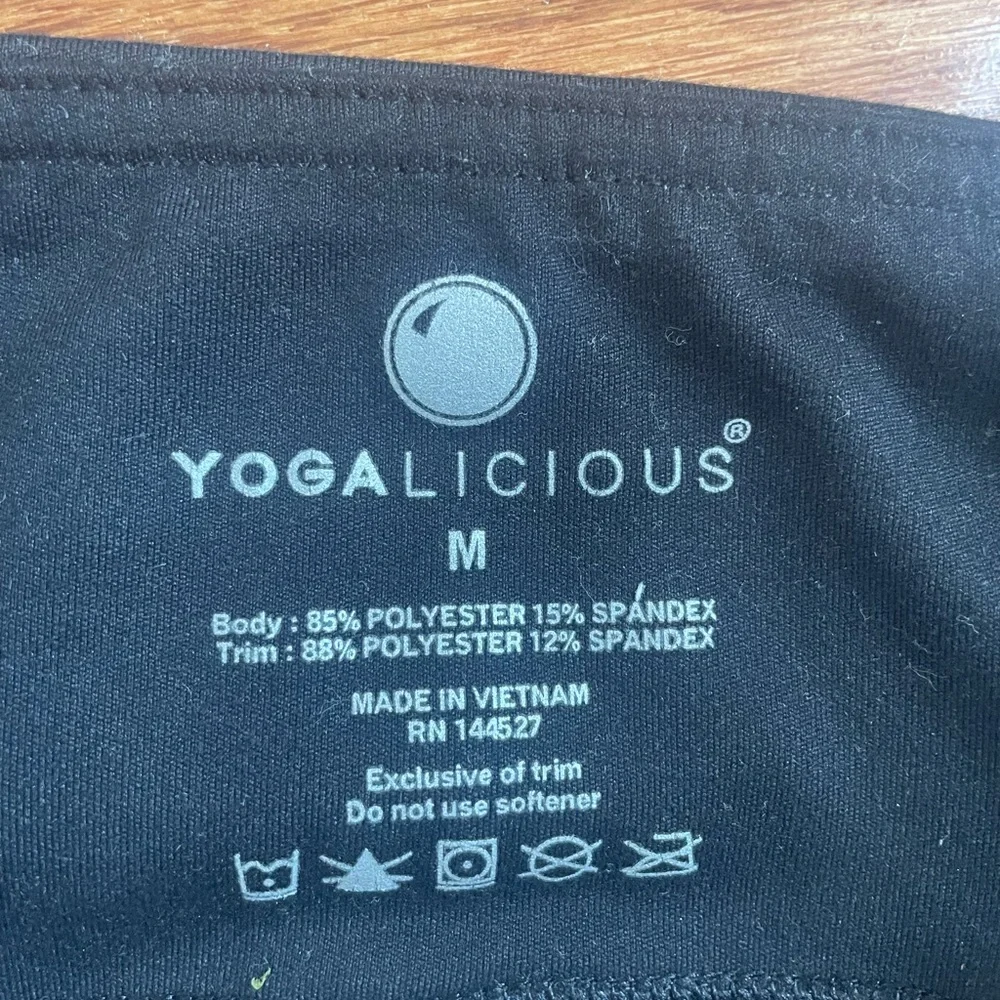 YOGALICIOUS®
M
Body : 85% POLYESTER 15% SPANDEX
Trim : 88% POLYESTER 12% SPANDEX
MADE IN VIETNAM
RN 144527
Exclusive of trim
Do not use softener